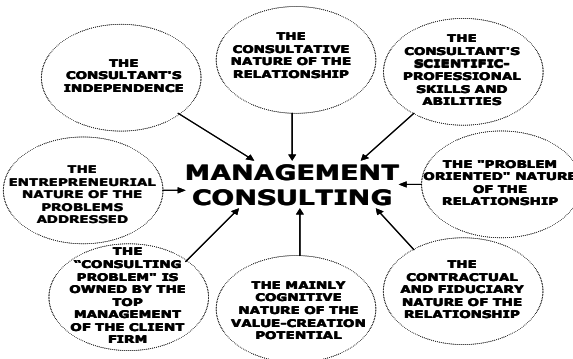 THE
CONSULTANT'S
INDEPENDENCE
THE
CONSULTATIVE
NATURE OF THE
RELATIONSHIP
THE
CONSULTANT'S
SCIENTIFIC-
PROFESSIONAL
SKILLS AND
ABILITIES
THE
ENTREPRENEURIAL
NATURE OF THE
PROBLEMS
ADDRESSED
MANAGEMENT
CONSULTING
THE "PROBLEM
ORIENTED" NATURE
OF THE
RELATIONSHIP
THE
"CONSULTING
PROBLEM" IS
OWNED BY THE
TOP
MANAGEMENT
OF THE CLIENT
FIRM
THE MAINLY
COGNITIVE
NATURE OF THE
VALUE-CREATION
POTENTIAL
THE
CONTRACTUAL
AND FIDUCIARY
NATURE OF THE
RELATIONSHIP